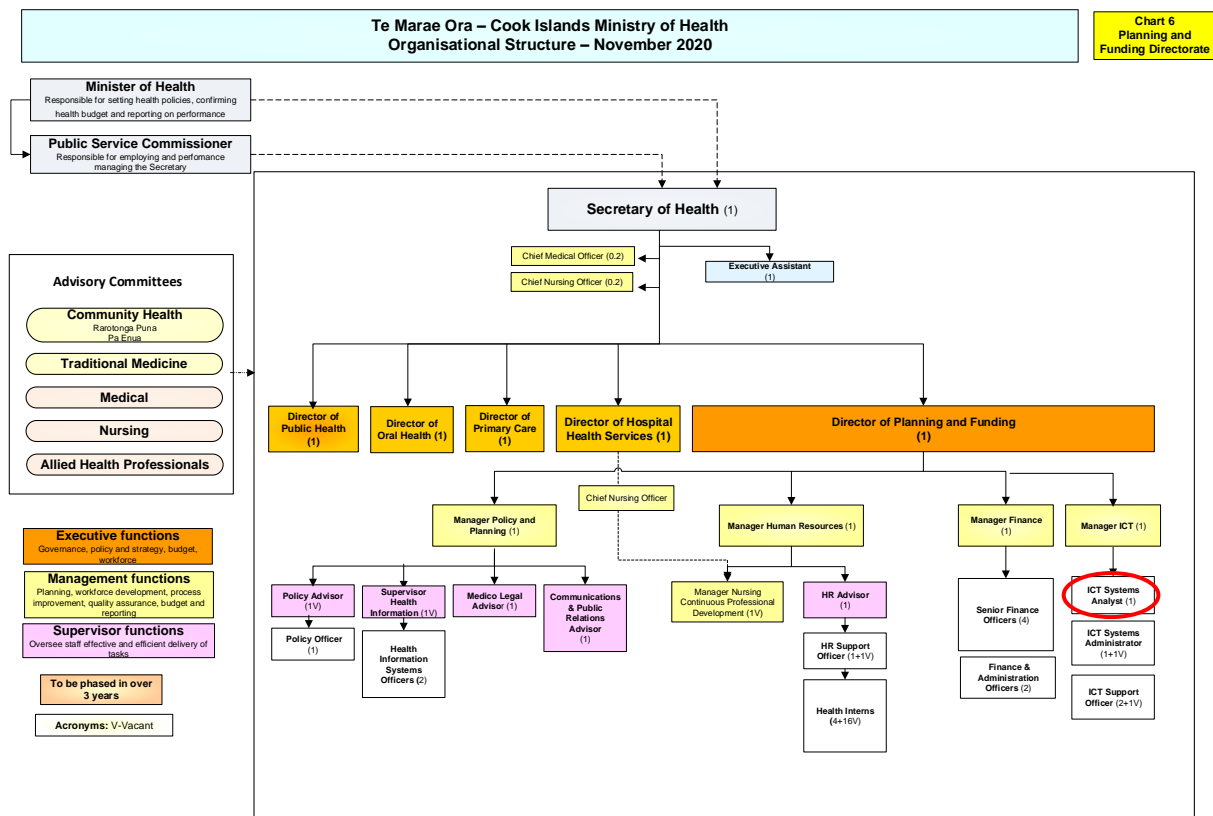 Te Marae Ora – Cook Islands Ministry of Health
Organisational Structure – November 2020
Chart 6
Planning and
Funding Directorate
Minister of Health
Responsible for setting health policies, confirming
health budget and reporting on performance
Public Service Commissioner
Responsible for employing and perfomance
managing the Secretary
Secretary of Health (1)
Chief Medical Officer (0.2)
Chief Nursing Officer (0.2)
Executive Assistant
(1)
Advisory Committees
Community Health
Rarotonga Puna
Pa Enua
Traditional Medicine
Medical
Nursing
Allied Health Professionals
Director of
Public Health
(1)
Director of
Oral Health (1)
Director of
Primary Care
(1)
Director of Hospital
Health Services (1)
Director of Planning and Funding
(1)
Chief Nursing Officer
Manager Policy and
Planning (1)
Manager Human Resources (1)
Manager Finance
(1)
Manager ICT (1)
Executive functions
Governance, policy and strategy, budget,
workforce
Management functions
Planning, workforce development, process
improvement, quality assurance, budget and
reporting
Supervisor functions
Oversee staff effective and efficient delivery of
tasks
To be phased in over
3 years
Acronyms: V-Vacant
Policy Advisor
(1V)
Policy Officer
(1)
Supervisor
Health
Information (1V)
Health
Information
Systems
Officers (2)
Medico Legal
Advisor (1)
Communications
& Public
Relations
Advisor
(1)
Manager Nursing
Continuous Professional
Development (1V)
HR Advisor
(1)
HR Support
Officer (1+1V)
Health Interns
(4+16V)
Senior Finance
Officers (4)
Finance &
Administration
Officers (2)
ICT Systems
Analyst (1)
ICT Systems
Administrator
(1+1V)
ICT Support
Officer (2+1V)